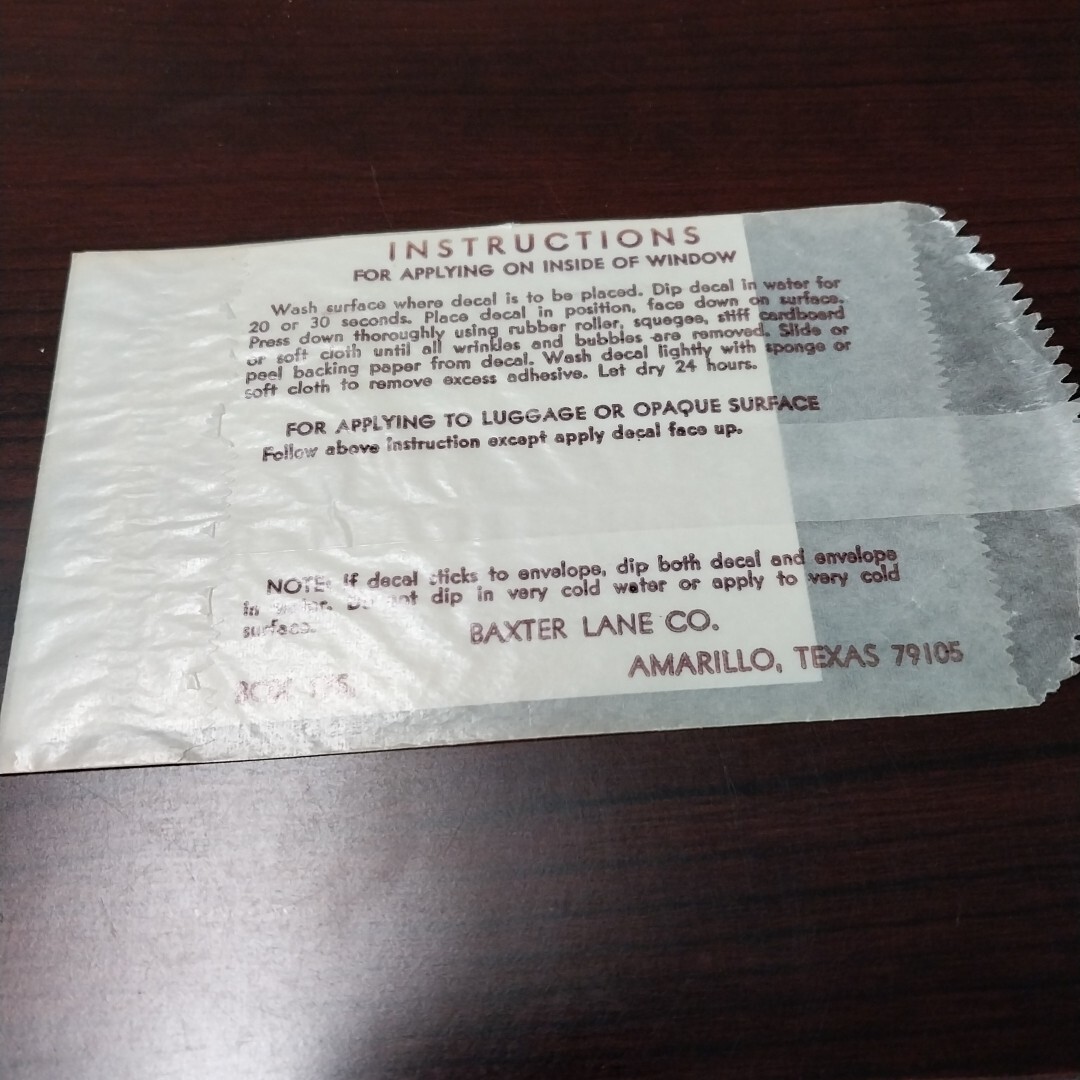 INSTRUCTIONS
FOR APPLYING ON INSIDE OF WINDOW
Wash surface where decal is to be placed. Dip decal in water for
20 or 30 seconds. Place decal in position, face down on surface.
Press down thoroughly using rubber roller, squegee, stiff cardboard
or soft cloth until all wrinkles and bubbles are removed. Slide or
peel backing paper from decal. Wash decal lightly with sponge or
soft cloth to remove excess adhesive. Let dry 24 hours.
FOR APPLYING TO LUGGAGE OR OPAQUE SURFACE
Follow above instruction except apply decal face up.
NOTE: If decal sticks to envelope, dip both decal and envelope
in not dip in very cold water or apply to very cold
surface.
BAXTER LANE CO.
AMARILLO, TEXAS 79105